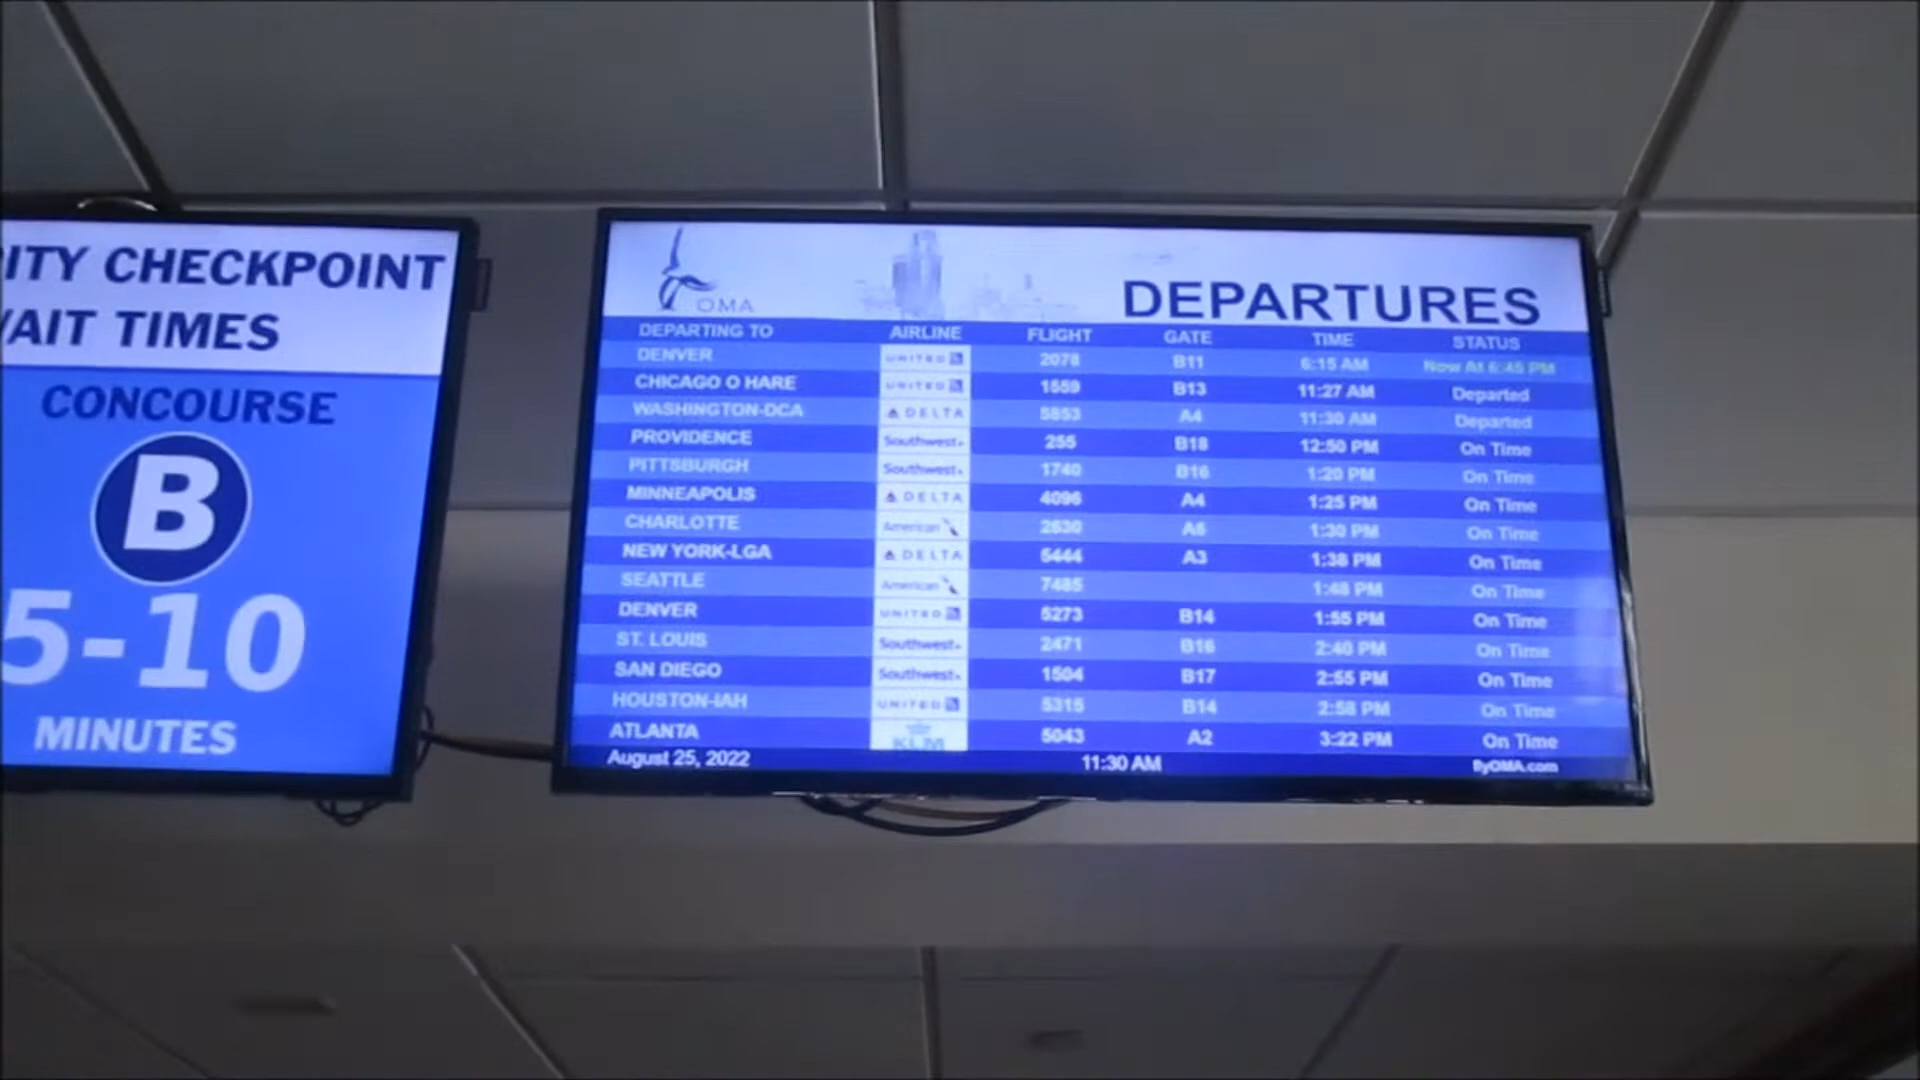 ITY CHECKPOINT
AIT TIMES
CONCOURSE
B
5-10
MINUTES
OMA
DEPARTURES
DEPARTING TO AIRLINE FLIGHT GATE TIME STATUS
DENVER UNITED 2078 B11 6:15 AM Now At 6:45 PM
CHICAGO O HARE UNITED 1559 B13 11:27 AM Departed
WASHINGTON-DCA DELTA 5853 A4 11:30 AM Departed
PROVIDENCE Southwest 255 B18 12:50 PM On Time
PITTSBURGH Southwest 1740 B16 1:20 PM On Time
MINNEAPOLIS DELTA 4096 A4 1:25 PM On Time
CHARLOTTE American 2630 A6 1:30 PM On Time
NEW YORK-LGA DELTA 5444 A3 1:38 PM On Time
SEATTLE American 7485 1:48 PM On Time
DENVER UNITED 5273 B14 1:55 PM On Time
ST. LOUIS Southwest 2471 B16 2:40 PM On Time
SAN DIEGO Southwest 1504 B17 2:55 PM On Time
HOUSTON-IAH UNITED 5315 B14 2:58 PM On Time
ATLANTA KLM 5043 A2 3:22 PM On Time
August 25, 2022 11:30 AM flyOMA.com